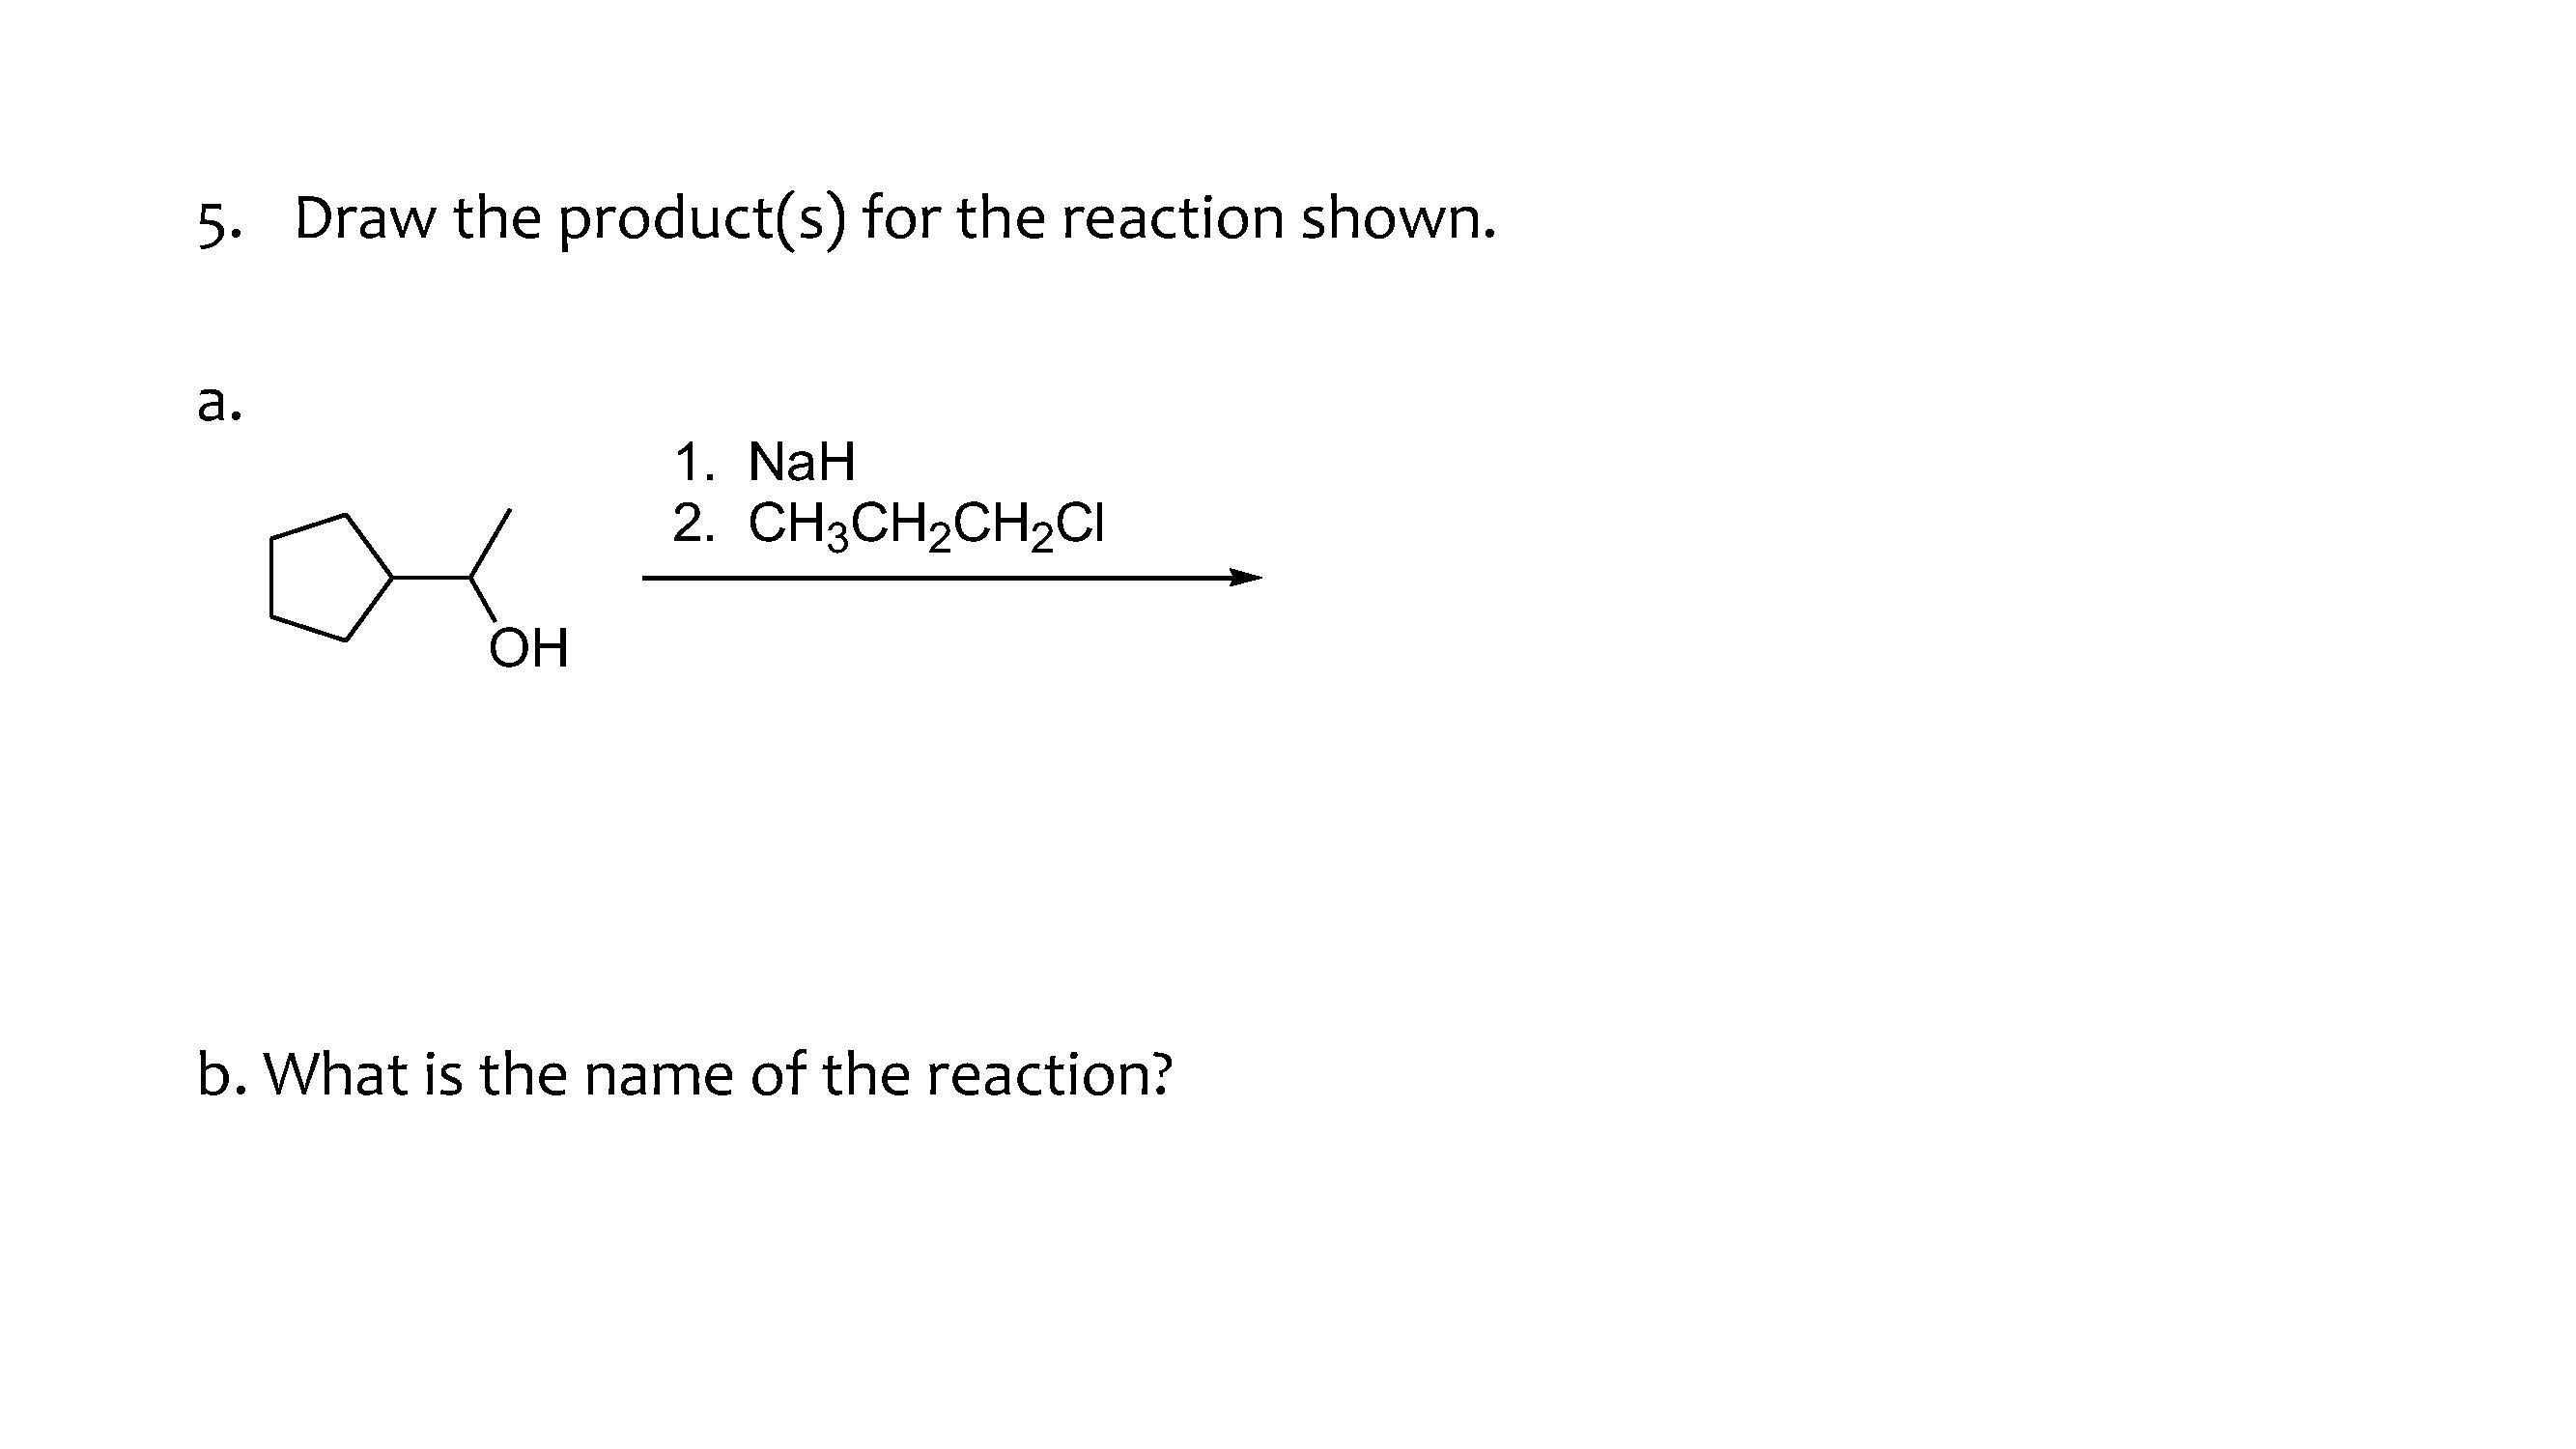 5. Draw the product(s) for the reaction shown.
a.
1. NaH
2. CH₃CH₂CH₂Cl
OH
b. What is the name of the reaction?